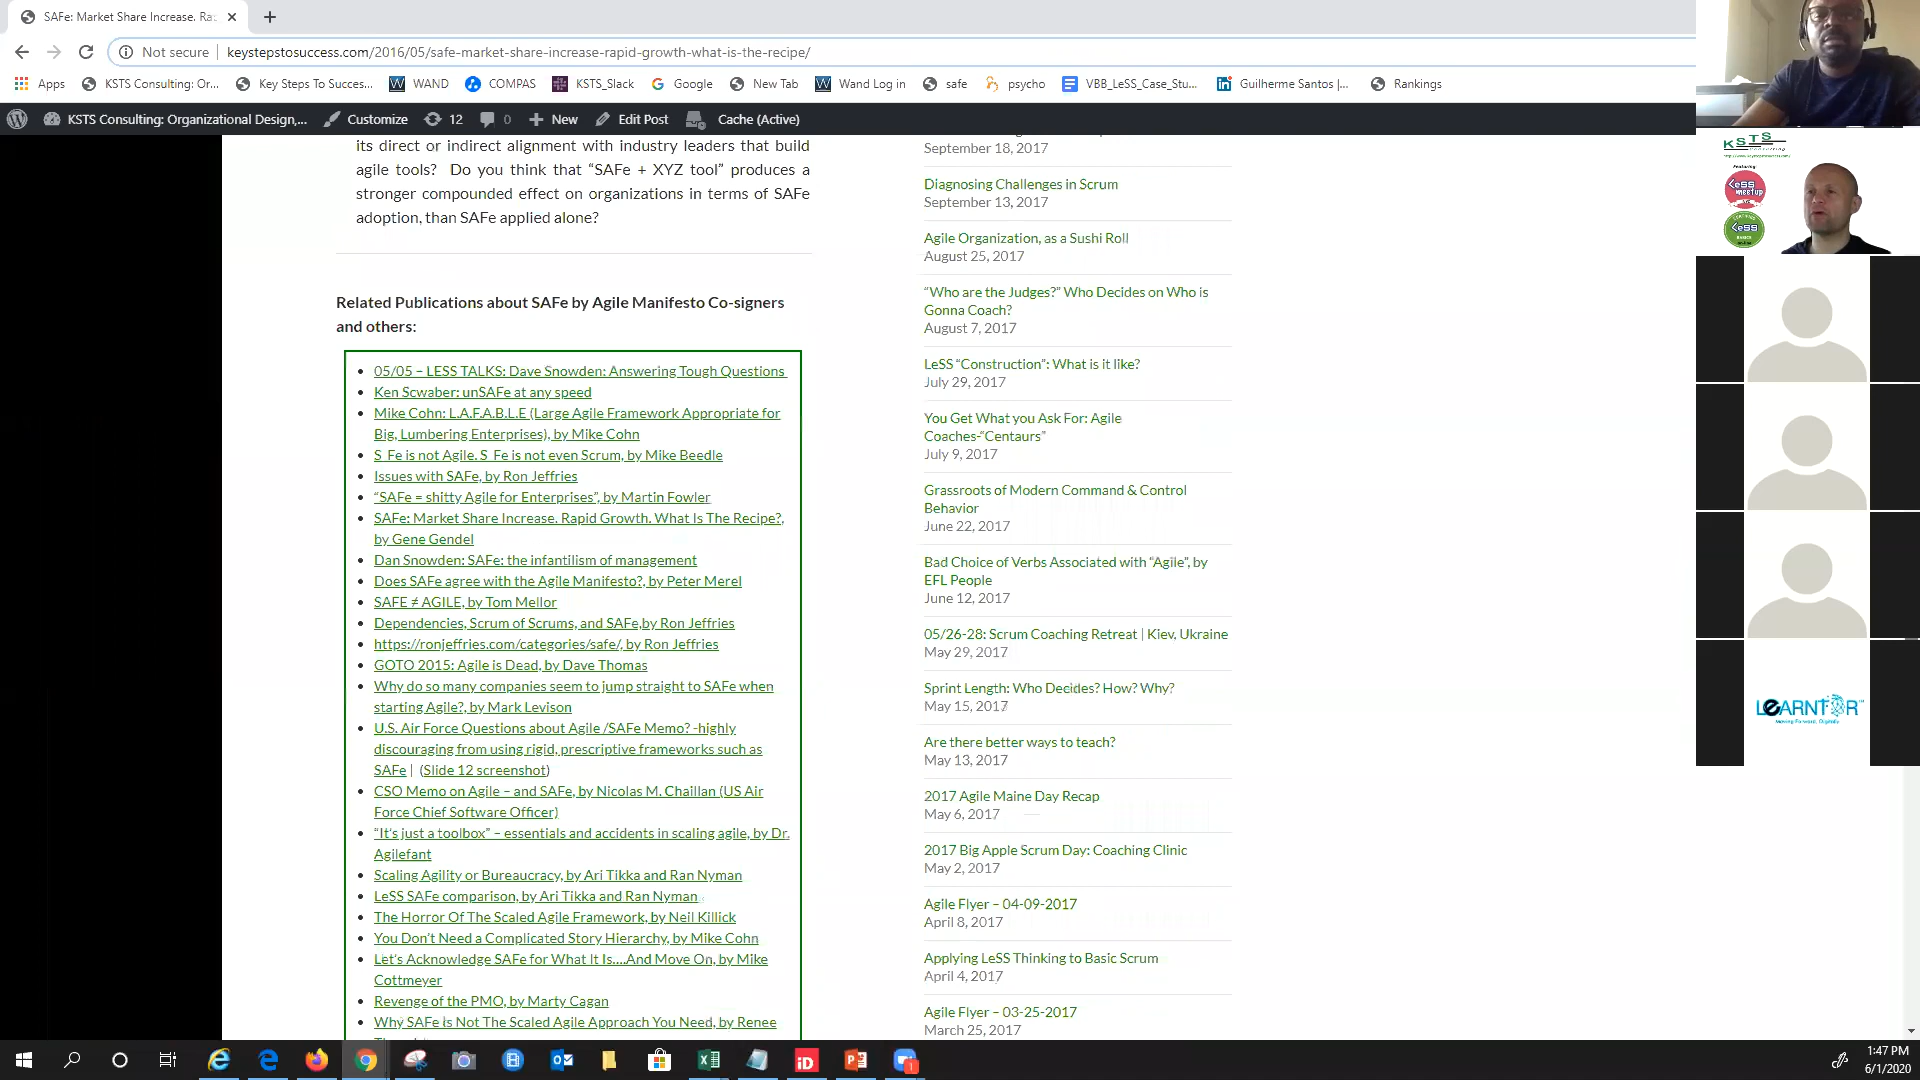 SAFe: Market Share Increase. Ra
Not secure
keystepstosuccess.com/2016/05/safe-market-share-increase-rapid-growth-what-is-the-recipe/
Apps
KSTS Consulting: Or...
Key Steps To Succes...
WAND
COMPAS
KSTS_Slack
Google
New Tab
Wand Log in
safe
psycho
VBB_LeSS_Case_Stu...
Guilherme Santos |...
Rankings
KSTS Consulting: Organizational Design,...
Customize
12
0
New
Edit Post
Cache (Active)
its direct or indirect alignment with industry leaders that build
agile tools? Do you think that “SAFe + XYZ tool” produces a
stronger compounded effect on organizations in terms of SAFe
adoption, than SAFe applied alone?
Related Publications about SAFe by Agile Manifesto Co-signers
and others:
05/05 – LESS TALKS: Dave Snowden: Answering Tough Questions
Ken Scwaber: unSAFe at any speed
Mike Cohn: L.A.F.A.B.L.E (Large Agile Framework Appropriate for
Big, Lumbering Enterprises), by Mike Cohn
S_Fe is not Agile. S_Fe is not even Scrum, by Mike Beedle
Issues with SAFe, by Ron Jeffries
“SAFe = shitty Agile for Enterprises”, by Martin Fowler
SAFe: Market Share Increase. Rapid Growth. What Is The Recipe?,
by Gene Gendel
Dan Snowden: SAFe: the infantilism of management
Does SAFe agree with the Agile Manifesto?, by Peter Merel
SAFE ≠ AGILE, by Tom Mellor
Dependencies, Scrum of Scrums, and SAFe,by Ron Jeffries
https://ronjeffries.com/categories/safe/, by Ron Jeffries
GOTO 2015: Agile is Dead, by Dave Thomas
Why do so many companies seem to jump straight to SAFe when
starting Agile?, by Mark Levison
U.S. Air Force Questions about Agile /SAFe Memo? -highly
discouraging from using rigid, prescriptive frameworks such as
SAFe | (Slide 12 screenshot)
CSO Memo on Agile – and SAFe, by Nicolas M. Chaillan (US Air
Force Chief Software Officer)
“It’s just a toolbox” – essentials and accidents in scaling agile, by Dr.
Agilefant
Scaling Agility or Bureaucracy, by Ari Tikka and Ran Nyman
LeSS SAFe comparison, by Ari Tikka and Ran Nyman
The Horror Of The Scaled Agile Framework, by Neil Killick
You Don’t Need a Complicated Story Hierarchy, by Mike Cohn
Let’s Acknowledge SAFe for What It Is….And Move On, by Mike
Cottmeyer
Revenge of the PMO, by Marty Cagan
Why SAFe is Not The Scaled Agile Approach You Need, by Renee
September 18, 2017
Diagnosing Challenges in Scrum
September 13, 2017
Agile Organization, as a Sushi Roll
August 25, 2017
“Who are the Judges?” Who Decides on Who is
Gonna Coach?
August 7, 2017
LeSS “Construction”: What is it like?
July 29, 2017
You Get What you Ask For: Agile
Coaches-“Centaurs”
July 9, 2017
Grassroots of Modern Command & Control
Behavior
June 22, 2017
Bad Choice of Verbs Associated with “Agile”, by
EFL People
June 12, 2017
05/26-28: Scrum Coaching Retreat | Kiev, Ukraine
May 29, 2017
Sprint Length: Who Decides? How? Why?
May 15, 2017
Are there better ways to teach?
May 13, 2017
2017 Agile Maine Day Recap
May 6, 2017
2017 Big Apple Scrum Day: Coaching Clinic
May 2, 2017
Agile Flyer – 04-09-2017
April 8, 2017
Applying LeSS Thinking to Basic Scrum
April 4, 2017
Agile Flyer – 03-25-2017
March 25, 2017
KSTS
Featuring:
LeSS
meetup
LeSS
LEARNTOR
Moving Forward, Digitally
1:47 PM
6/1/2020